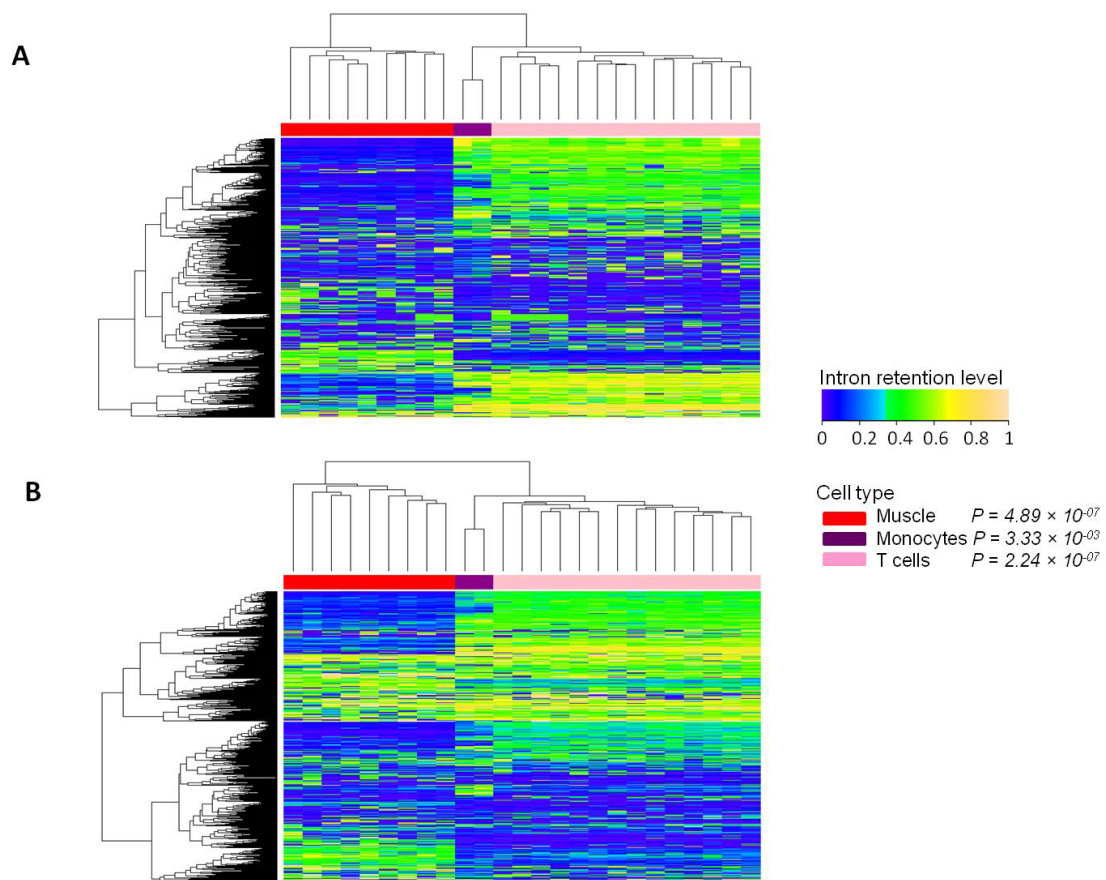 A
Intron retention level
0 0.2 0.4 0.6 0.8 1
B
Cell type
Muscle P = 4.89 × 10-07
Monocytes P = 3.33 × 10-03
T cells P = 2.24 × 10-07